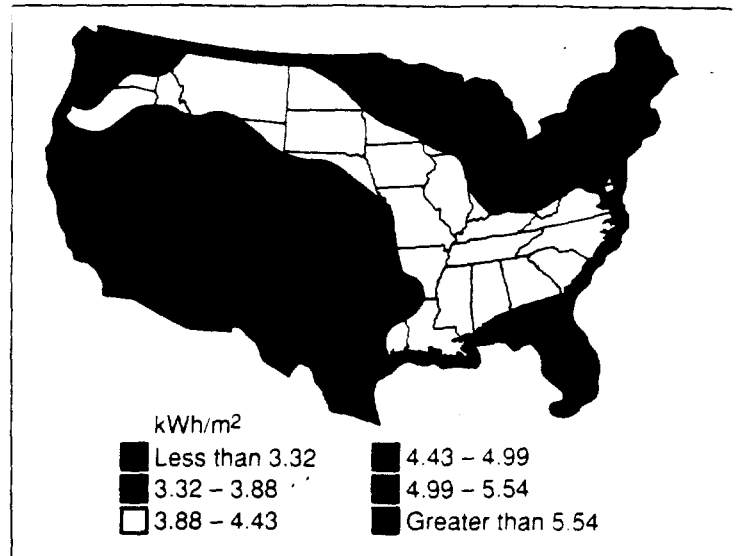 kWh/m²
Less than 3.32
3.32 – 3.88
3.88 – 4.43
4.43 – 4.99
4.99 – 5.54
Greater than 5.54